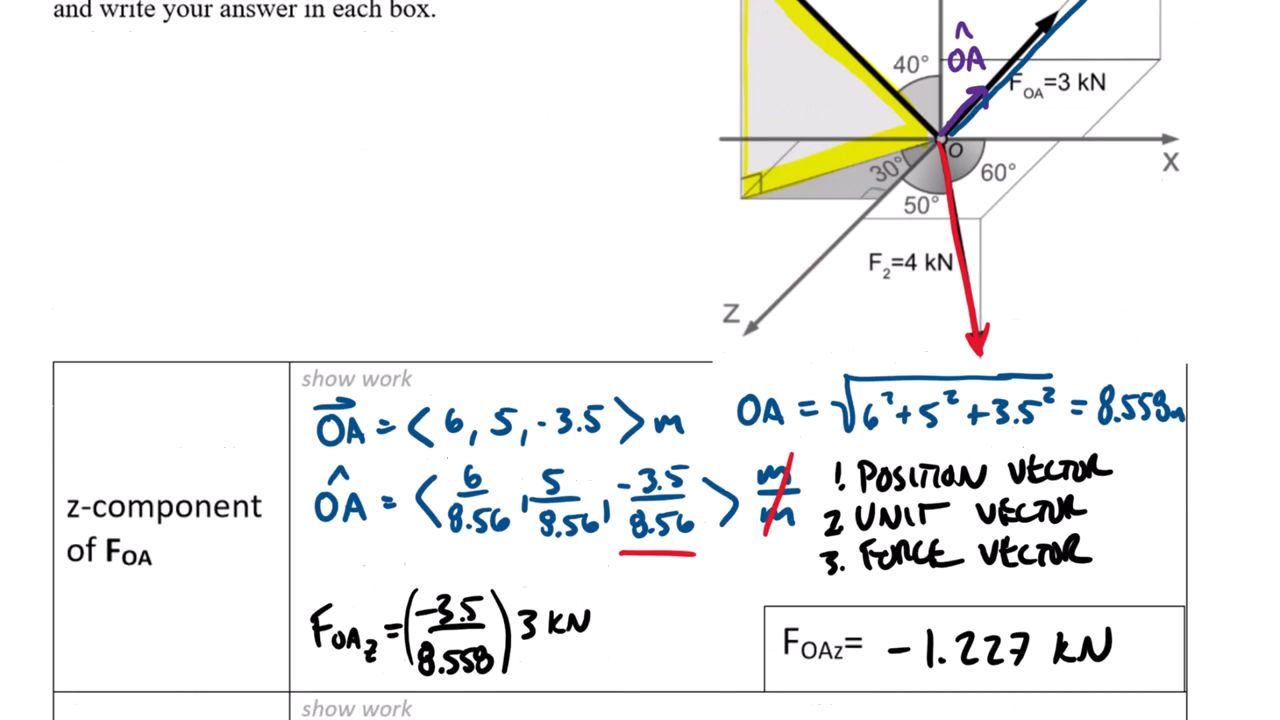 and write your answer in each box.
40°
^
OA
F_OA=3 kN
O
X
30°
60°
50°
F_2=4 kN
Z
show work
→OA = < 6, 5, -3.5 > m
OA = √6² + 5² + 3.5² = 8.558m
^OA = < 6/8.56, 5/8.56, -3.5/8.56 > m/m
1. POSITION VECTOR
2 UNIT VECTOR
3. FORCE VECTOR
z-component
of F_OA
F_OAz = (-3.5/8.558) 3 KN
F_OAz= -1.227 KN
show work